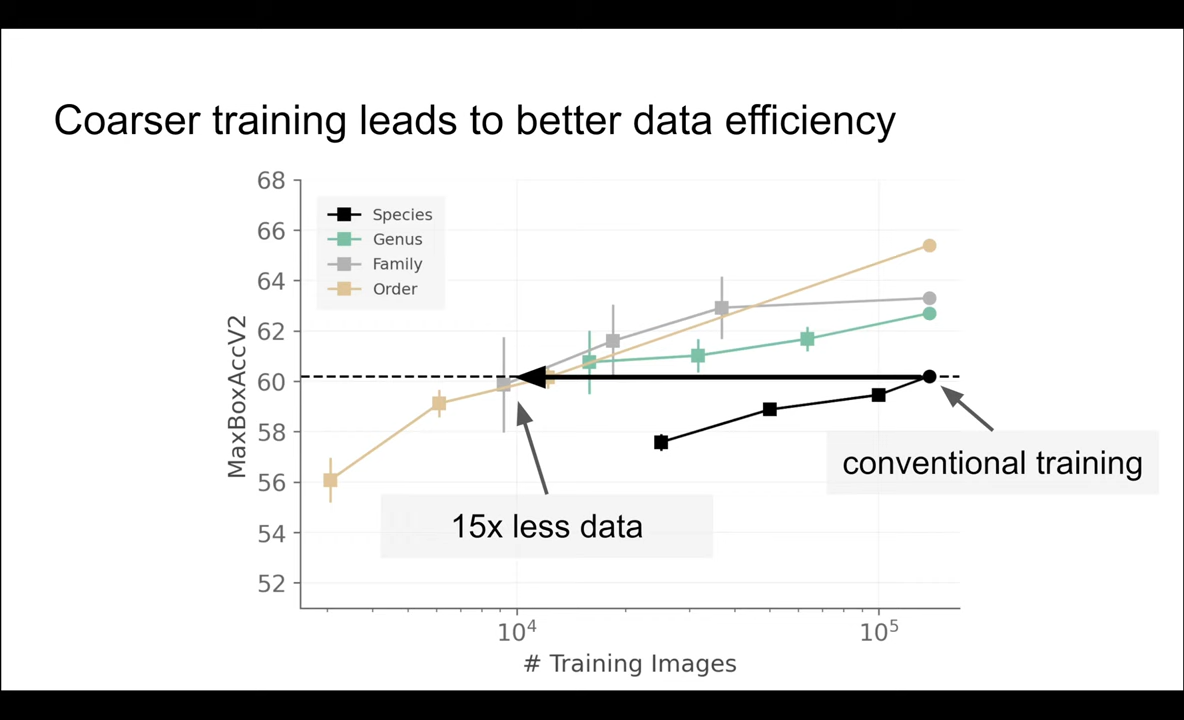 Coarser training leads to better data efficiency
68
66
64
62
60
58
56
54
52
MaxBoxAccV2
Species
Genus
Family
Order
conventional training
15x less data
10⁴
10⁵
# Training Images